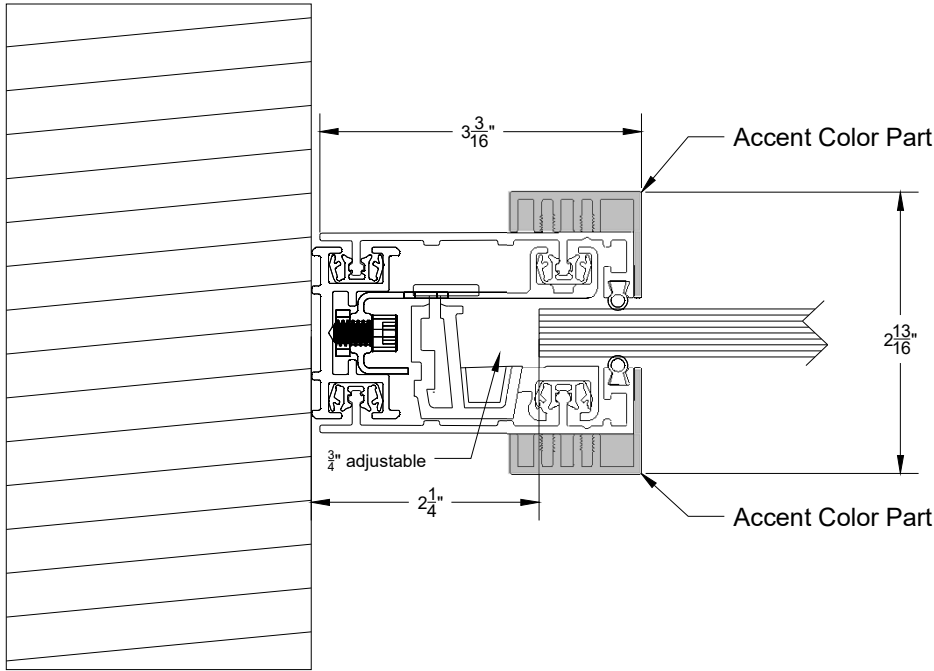 3 3/16"
Accent Color Part
2 13/16"
3/4" adjustable
2 1/4"
Accent Color Part